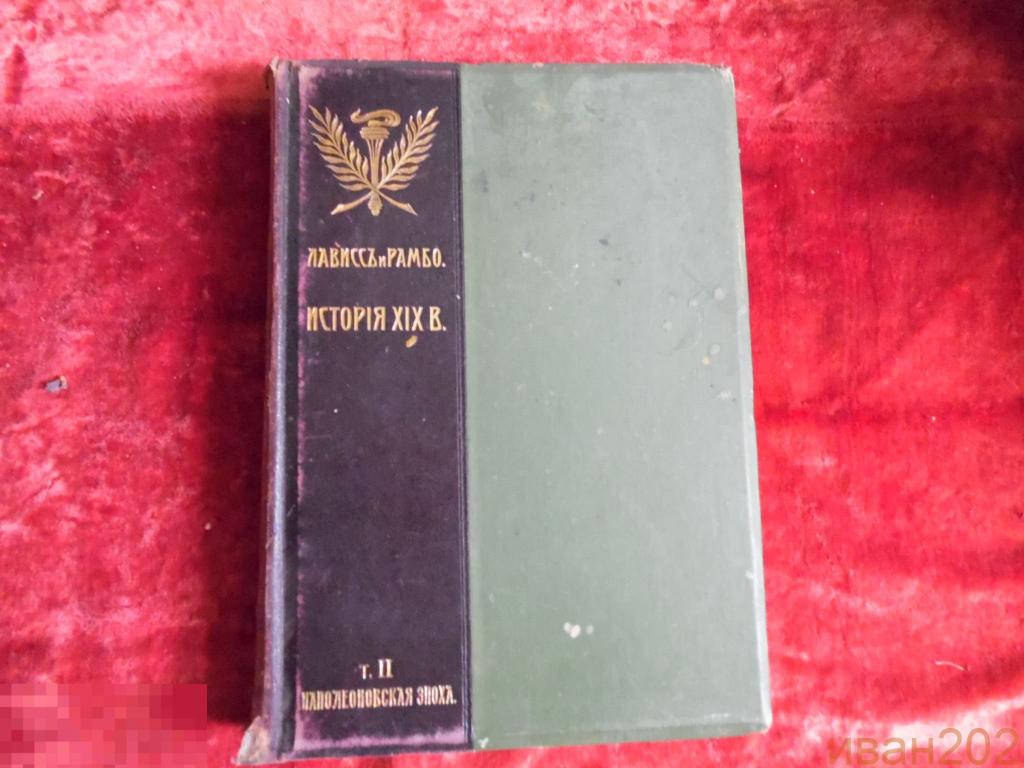 ЛАВИССЪ и РАМБО.
ИСТОРІЯ XIX В.
Т. II
НАПОЛЕОНОВСКАЯ ЭПОХА.
иван202